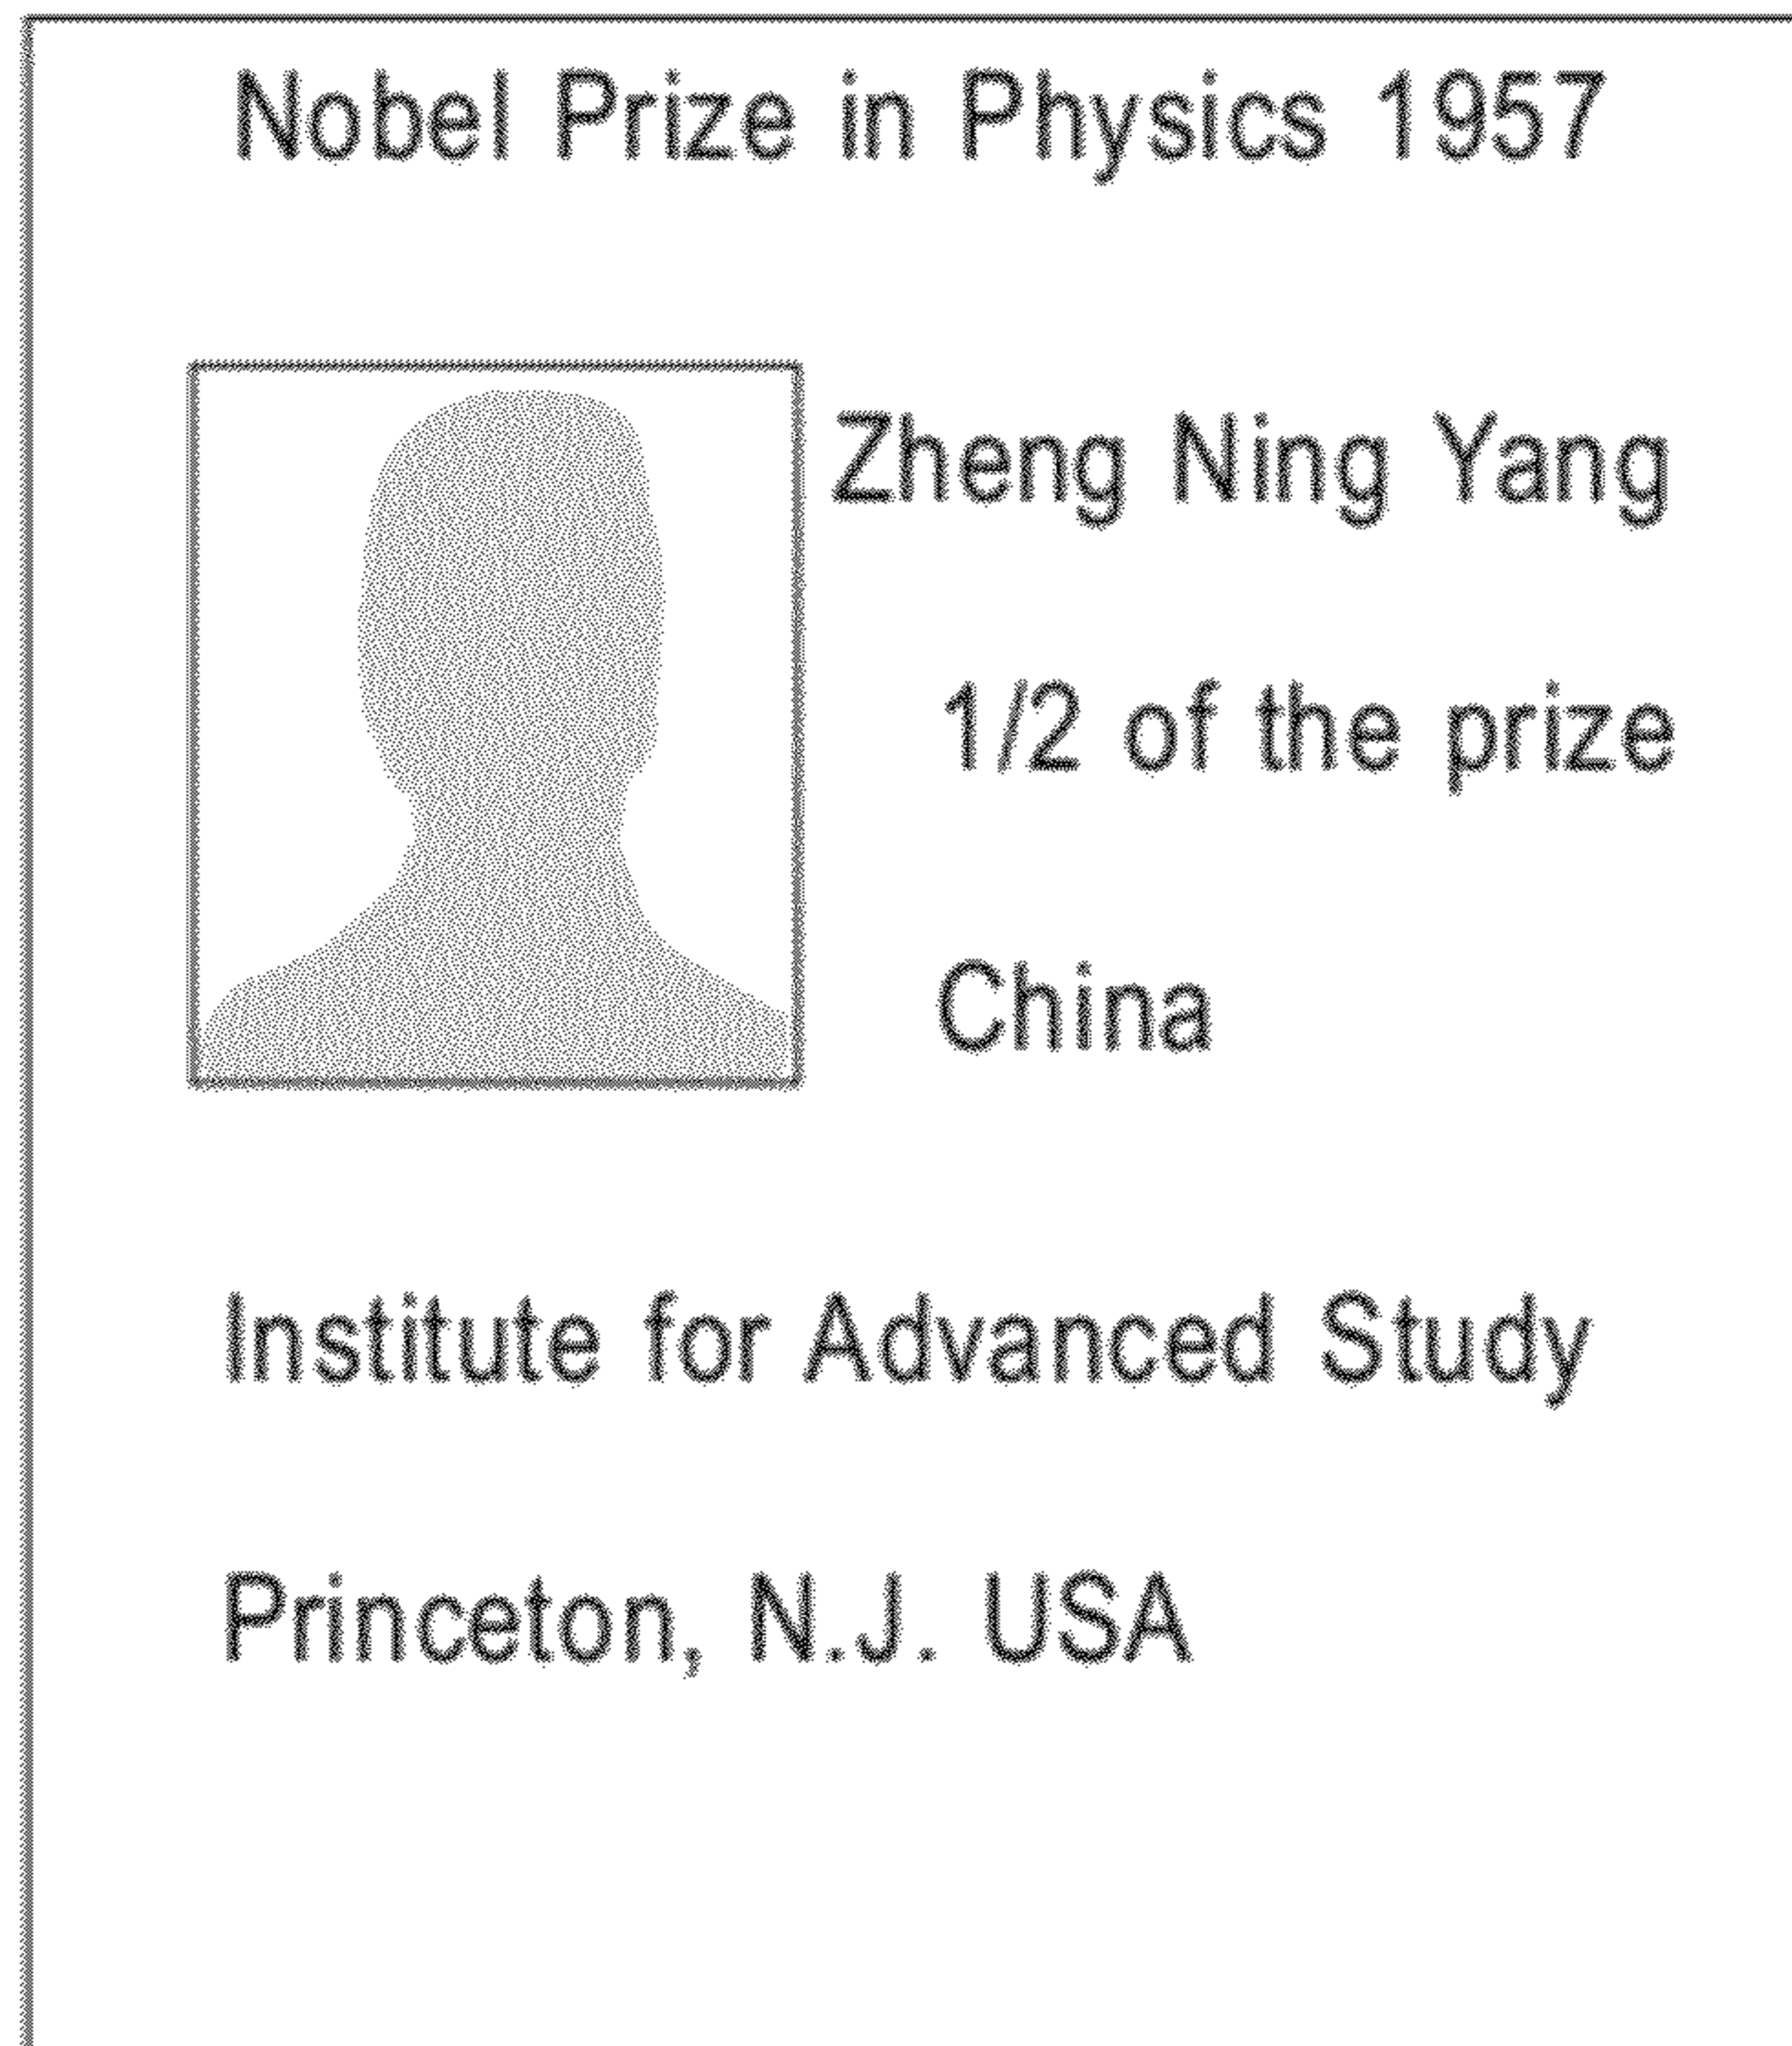 Nobel Prize in Physics 1957
Zheng Ning Yang
1/2 of the prize
China
Institute for Advanced Study
Princeton, N.J. USA